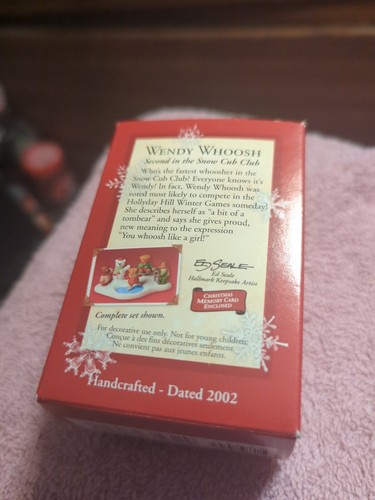 WENDY WHOOSH
Second in the Snow Cub Club
Who's the fastest whoosher in the
Snow Cub Club? Everyone knows it's
Wendy! In fact, Wendy Whoosh was
voted most likely to compete in the
Hollyday Hill Winter Games someday!
She describes herself as "a bit of a
tombear" and says she gives proud,
new meaning to the expression
"You whoosh like a girl!"
ED SEALE
Ed Seale
Hallmark Keepsake Artist
CHRISTMAS
MEMORY CARD
ENCLOSED
Complete set shown.
For decorative use only. Not for young children.
Conçue à des fins décoratives seulement.
Ne convient pas aux jeunes enfants.
Handcrafted - Dated 2002